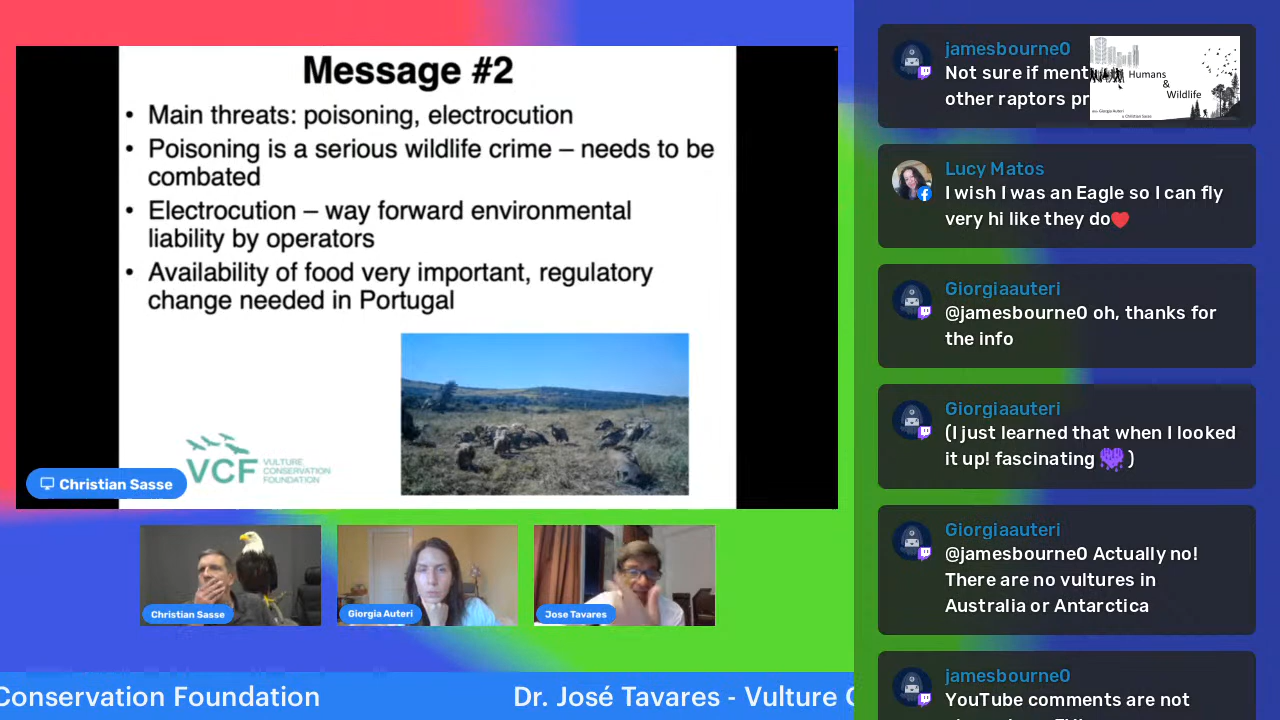 Message #2
• Main threats: poisoning, electrocution
• Poisoning is a serious wildlife crime – needs to be
combated
• Electrocution – way forward environmental
liability by operators
• Availability of food very important, regulatory
change needed in Portugal
VCF
VULTURE
CONSERVATION
FOUNDATION
Christian Sasse
Christian Sasse
Giorgia Auteri
Jose Tavares
Conservation Foundation
Dr. José Tavares - Vulture
jamesbourne0
Not sure if
other raptors
Humans
&
Wildlife
Giorgia Auteri
& Christian Sasse
Lucy Matos
I wish I was an Eagle so I can fly
very hi like they do❤️
Giorgiaauteri
@jamesbourne0 oh, thanks for
the info
Giorgiaauteri
(I just learned that when I looked
it up! fascinating )
Giorgiaauteri
@jamesbourne0 Actually no!
There are no vultures in
Australia or Antarctica
jamesbourne0
YouTube comments are not